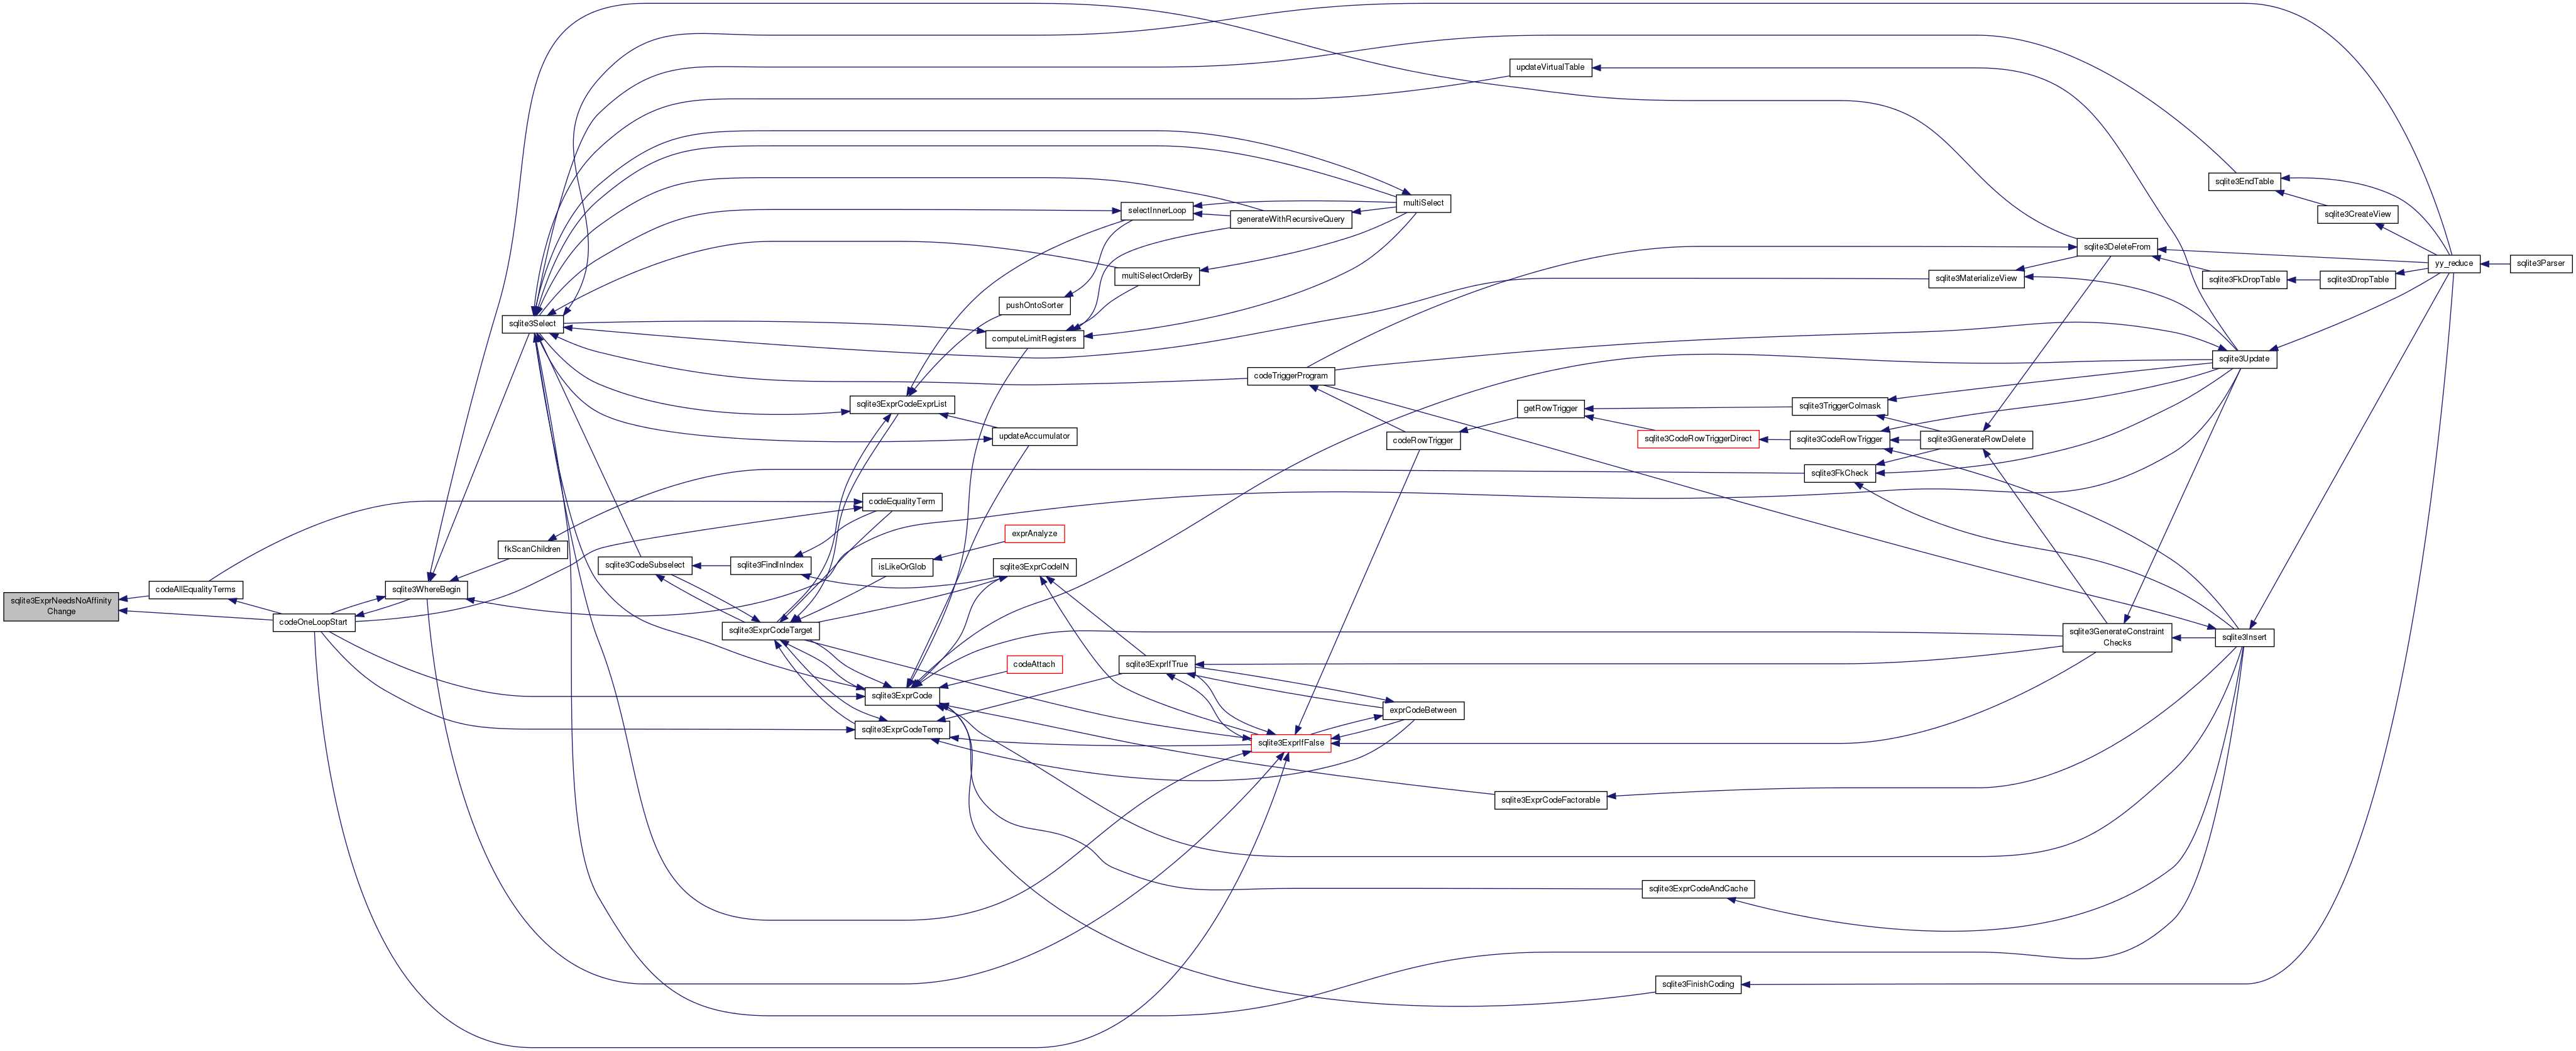 sqlite3ExprNeedsNoAffinity
Change
codeAllEqualityTerms
codeOneLoopStart
sqlite3WhereBegin
sqlite3Select
fkScanChildren
sqlite3CodeSubselect
sqlite3FindInIndex
sqlite3ExprCodeTarget
sqlite3ExprCodeExprList
codeEqualityTerm
isLikeOrGlob
sqlite3ExprCode
sqlite3ExprCodeTemp
pushOntoSorter
computeLimitRegisters
updateAccumulator
exprAnalyze
sqlite3ExprCodeIN
codeAttach
selectInnerLoop
multiSelectOrderBy
sqlite3ExprIfTrue
generateWithRecursiveQuery
codeTriggerProgram
sqlite3ExprIfFalse
multiSelect
codeRowTrigger
exprCodeBetween
updateVirtualTable
getRowTrigger
sqlite3ExprCodeFactorable
sqlite3CodeRowTriggerDirect
sqlite3ExprCodeAndCache
sqlite3FinishCoding
sqlite3TriggerColmask
sqlite3CodeRowTrigger
sqlite3FkCheck
sqlite3MaterializeView
sqlite3GenerateRowDelete
sqlite3DeleteFrom
sqlite3GenerateConstraint
Checks
sqlite3EndTable
sqlite3FkDropTable
sqlite3Update
sqlite3Insert
sqlite3CreateView
sqlite3DropTable
yy_reduce
sqlite3Parser